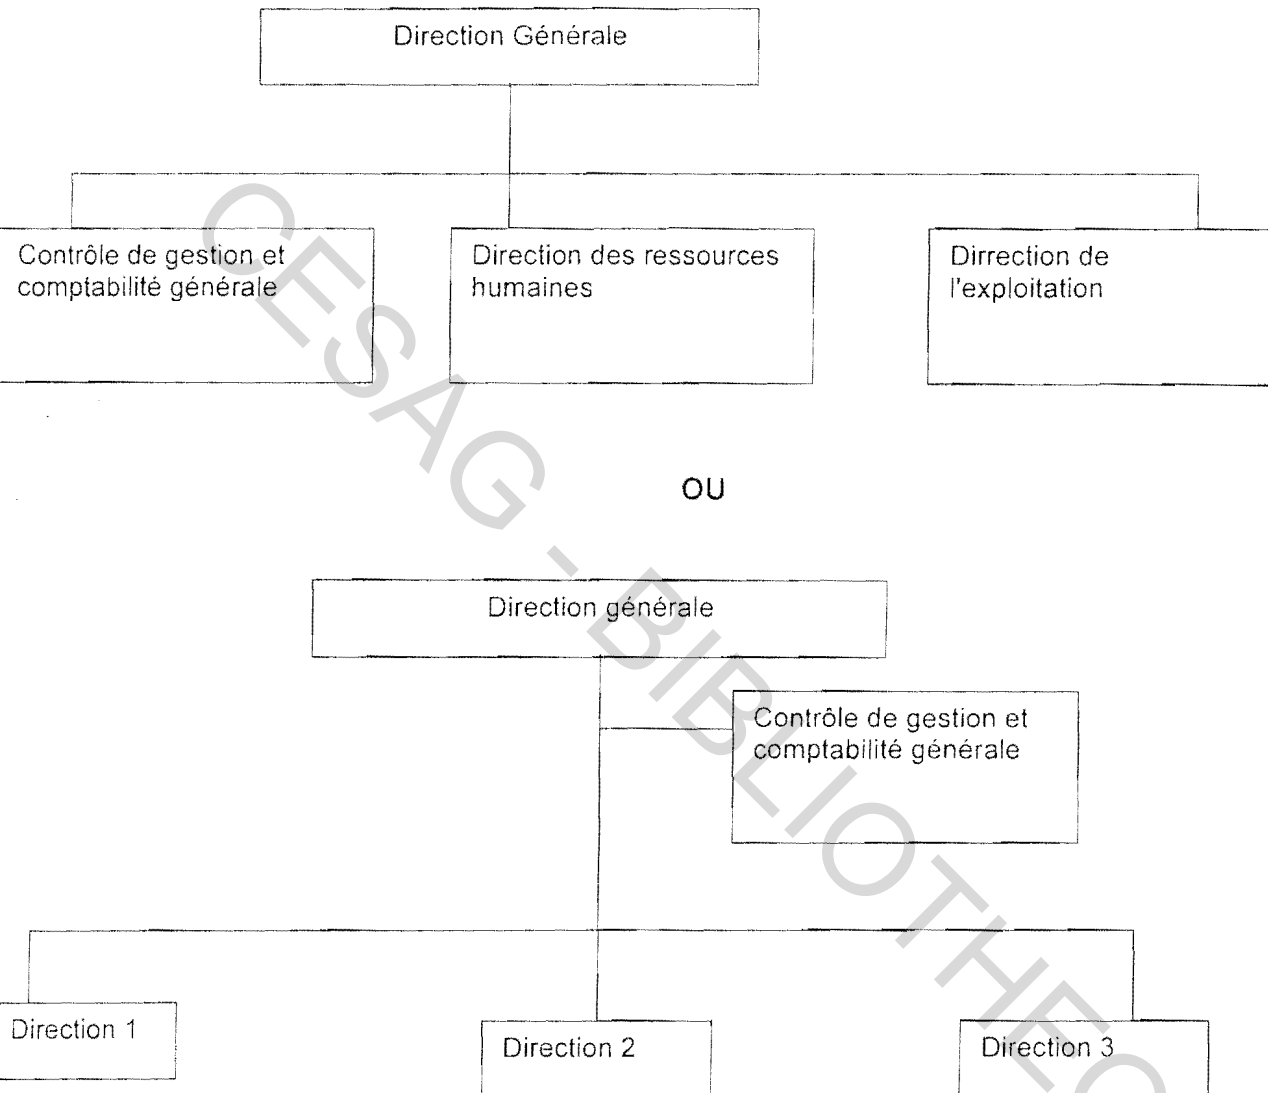 Direction Générale
Contrôle de gestion et
comptabilité générale
Direction des ressources
humaines
Dirrection de
l'exploitation
OU
Direction générale
Contrôle de gestion et
comptabilité générale
Direction 1
Direction 2
Direction 3
CESAG - BIBLIOTHEQ